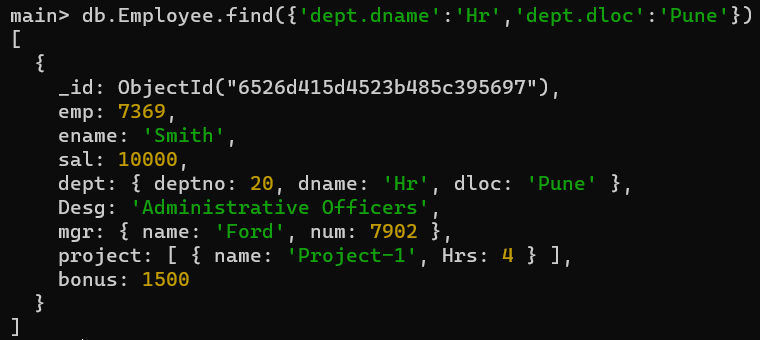 main> db.Employee.find({'dept.dname':'Hr','dept.dloc':'Pune'})
[
  {
    _id: ObjectId("6526d415d4523b485c395697"),
    emp: 7369,
    ename: 'Smith',
    sal: 10000,
    dept: { deptno: 20, dname: 'Hr', dloc: 'Pune' },
    Desg: 'Administrative Officers',
    mgr: { name: 'Ford', num: 7902 },
    project: [ { name: 'Project-1', Hrs: 4 } ],
    bonus: 1500
  }
]